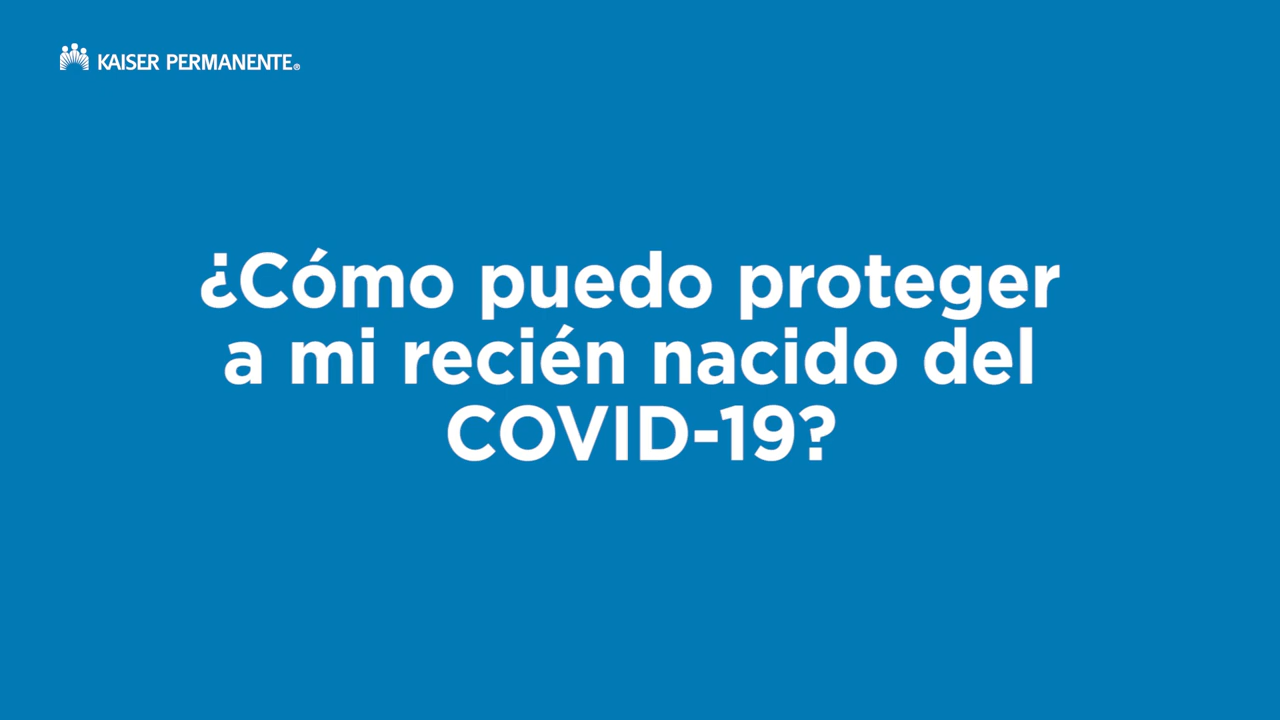 KAISER PERMANENTE®
¿Cómo puedo proteger
a mi recién nacido del
COVID-19?